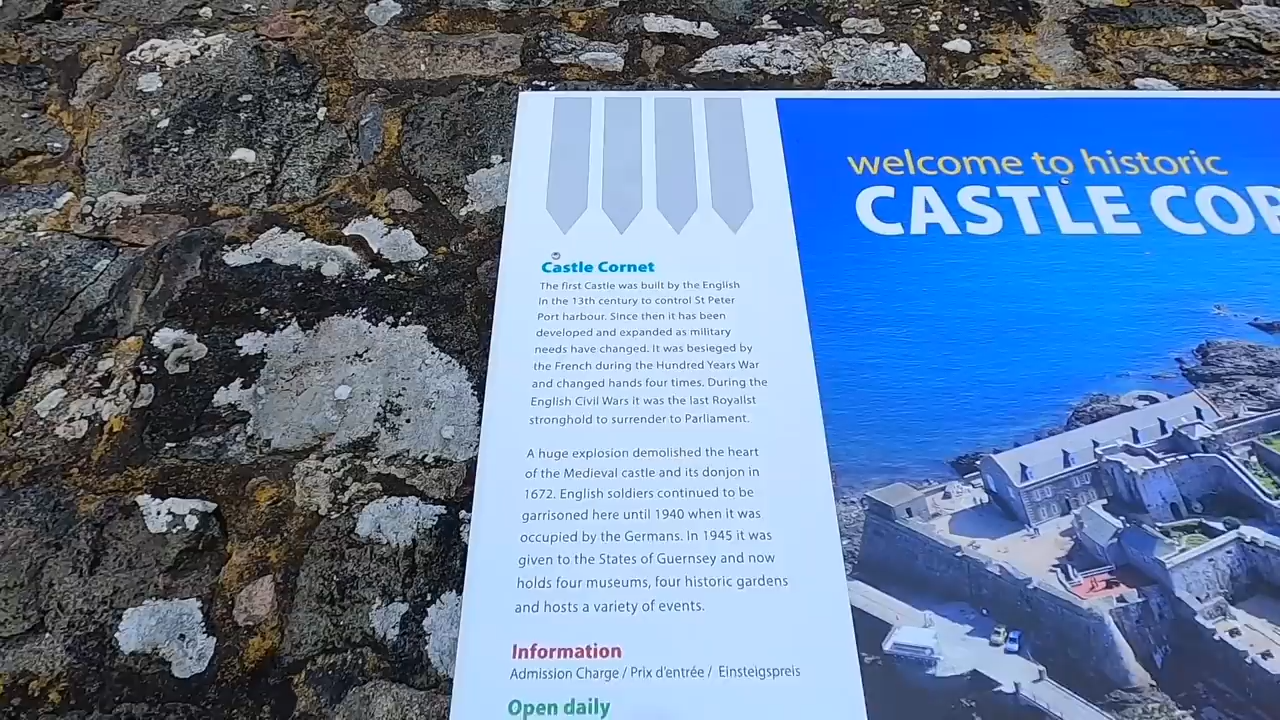 welcome to historic
CASTLE COR
Castle Cornet
The first Castle was built by the English
in the 13th century to control St Peter
Port harbour. Since then it has been
developed and expanded as military
needs have changed. It was besieged by
the French during the Hundred Years War
and changed hands four times. During the
English Civil Wars it was the last Royalist
stronghold to surrender to Parliament.
A huge explosion demolished the heart
of the Medieval castle and its donjon in
1672. English soldiers continued to be
garrisoned here until 1940 when it was
occupied by the Germans. In 1945 it was
given to the States of Guernsey and now
holds four museums, four historic gardens
and hosts a variety of events.
Information
Admission Charge / Prix d'entrée / Einsteigspreis
Open daily